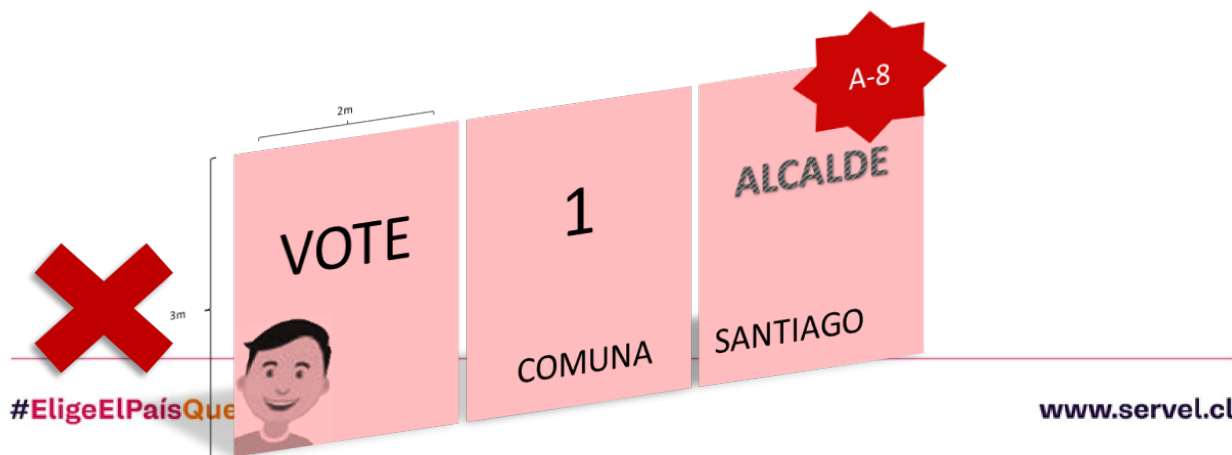 A-8
2m
ALCALDE
1
VOTE
3m
SANTIAGO
COMUNA
#EligeElPaísQue
www.servel.cl